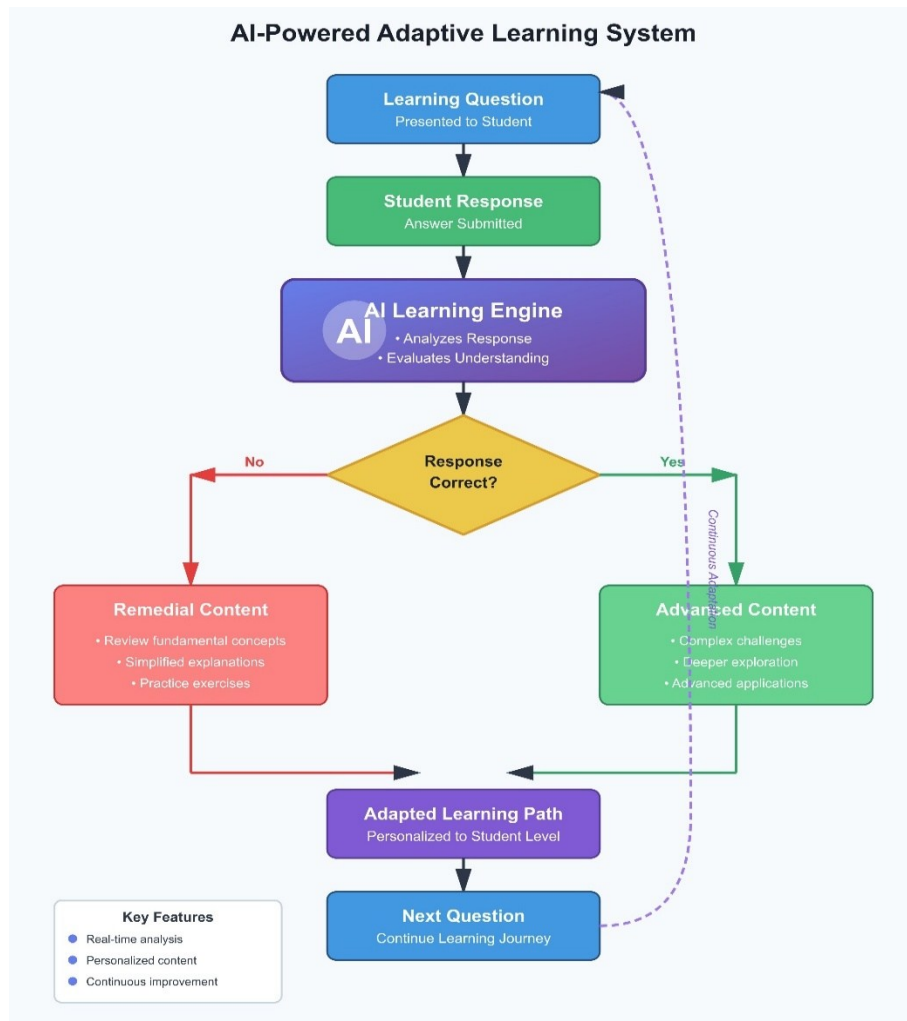 AI-Powered Adaptive Learning System
Learning Question
Presented to Student
Student Response
Answer Submitted
AI
AI Learning Engine
• Analyzes Response
• Evaluates Understanding
Response
Correct?
No
Yes
Continuous Adaptation
Remedial Content
• Review fundamental concepts
• Simplified explanations
• Practice exercises
Advanced Content
• Complex challenges
• Deeper exploration
• Advanced applications
Adapted Learning Path
Personalized to Student Level
Next Question
Continue Learning Journey
Key Features
Real-time analysis
Personalized content
Continuous improvement